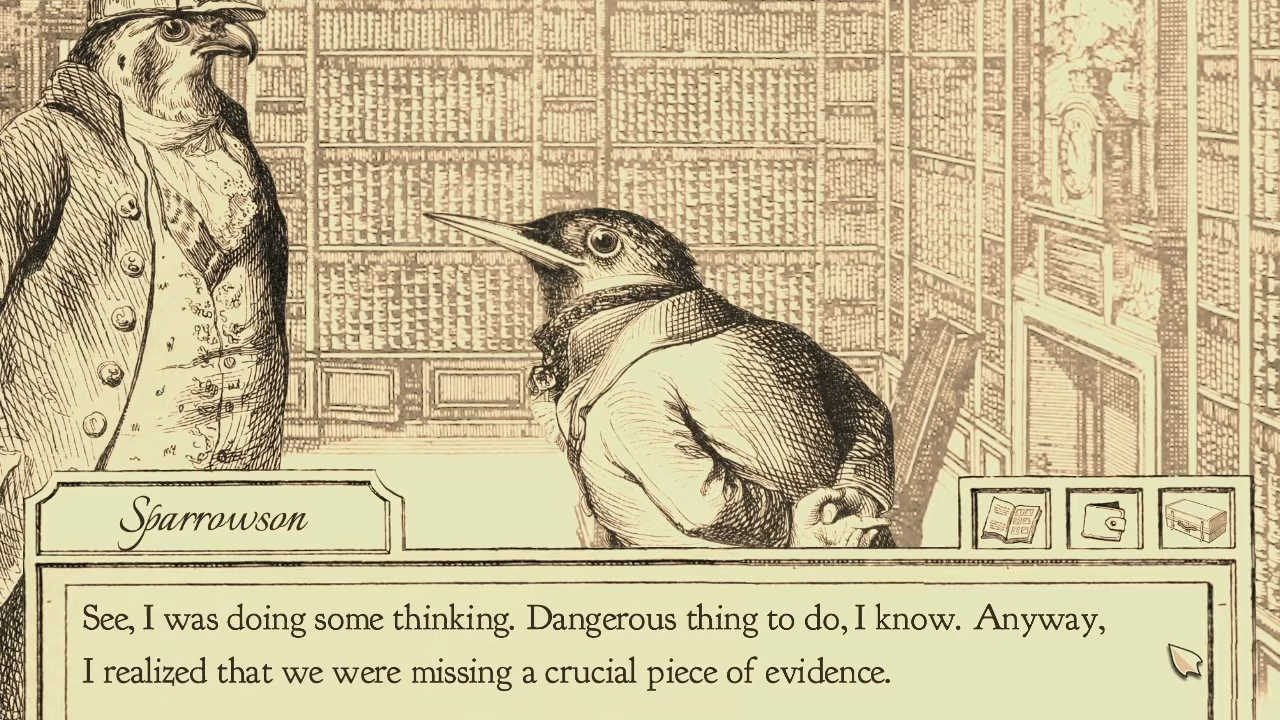 Sparrowson
See, I was doing some thinking. Dangerous thing to do, I know. Anyway,
I realized that we were missing a crucial piece of evidence.